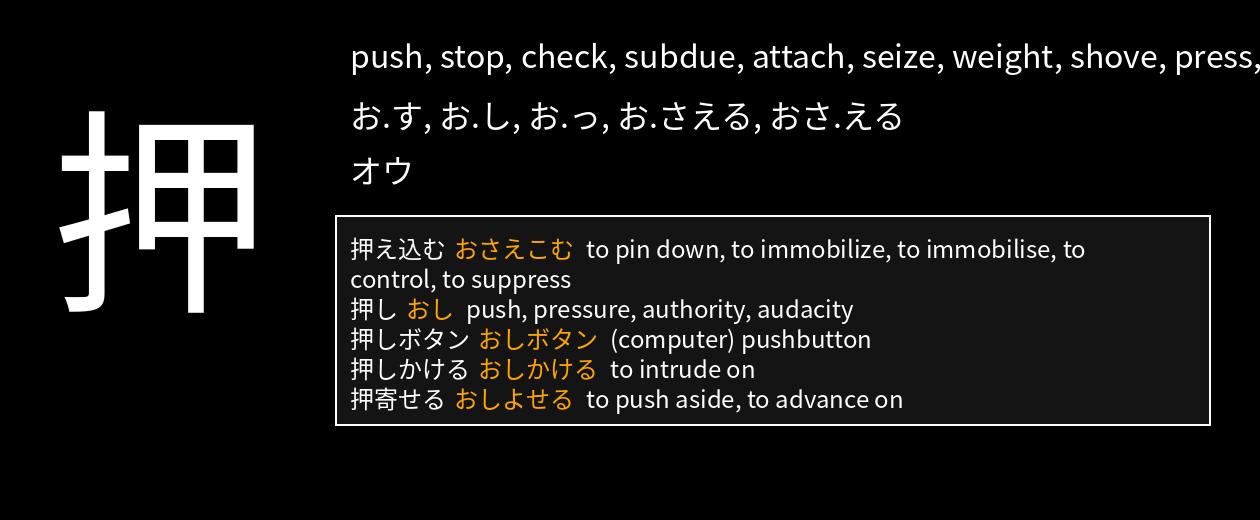 押
push, stop, check, subdue, attach, seize, weight, shove, press,
お.す, お.し, お.っ, お.さえる, おさ.える
オウ
押え込む おさえこむ to pin down, to immobilize, to immobilise, to
control, to suppress
押し おし push, pressure, authority, audacity
押しボタン おしボタン (computer) pushbutton
押しかける おしかける to intrude on
押寄せる おしよせる to push aside, to advance on